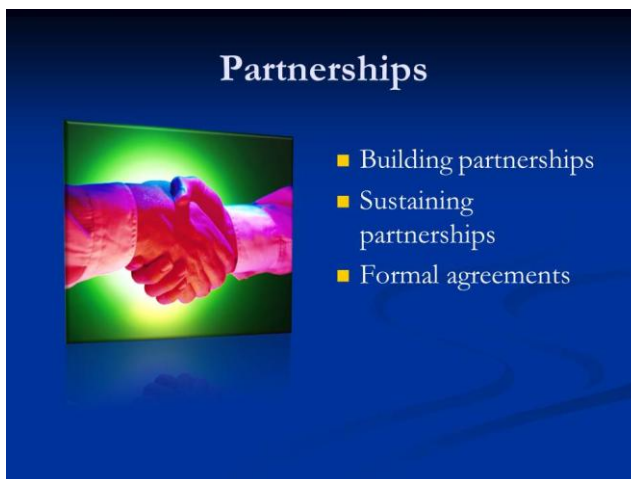 Partnerships
Building partnerships
Sustaining
partnerships
Formal agreements